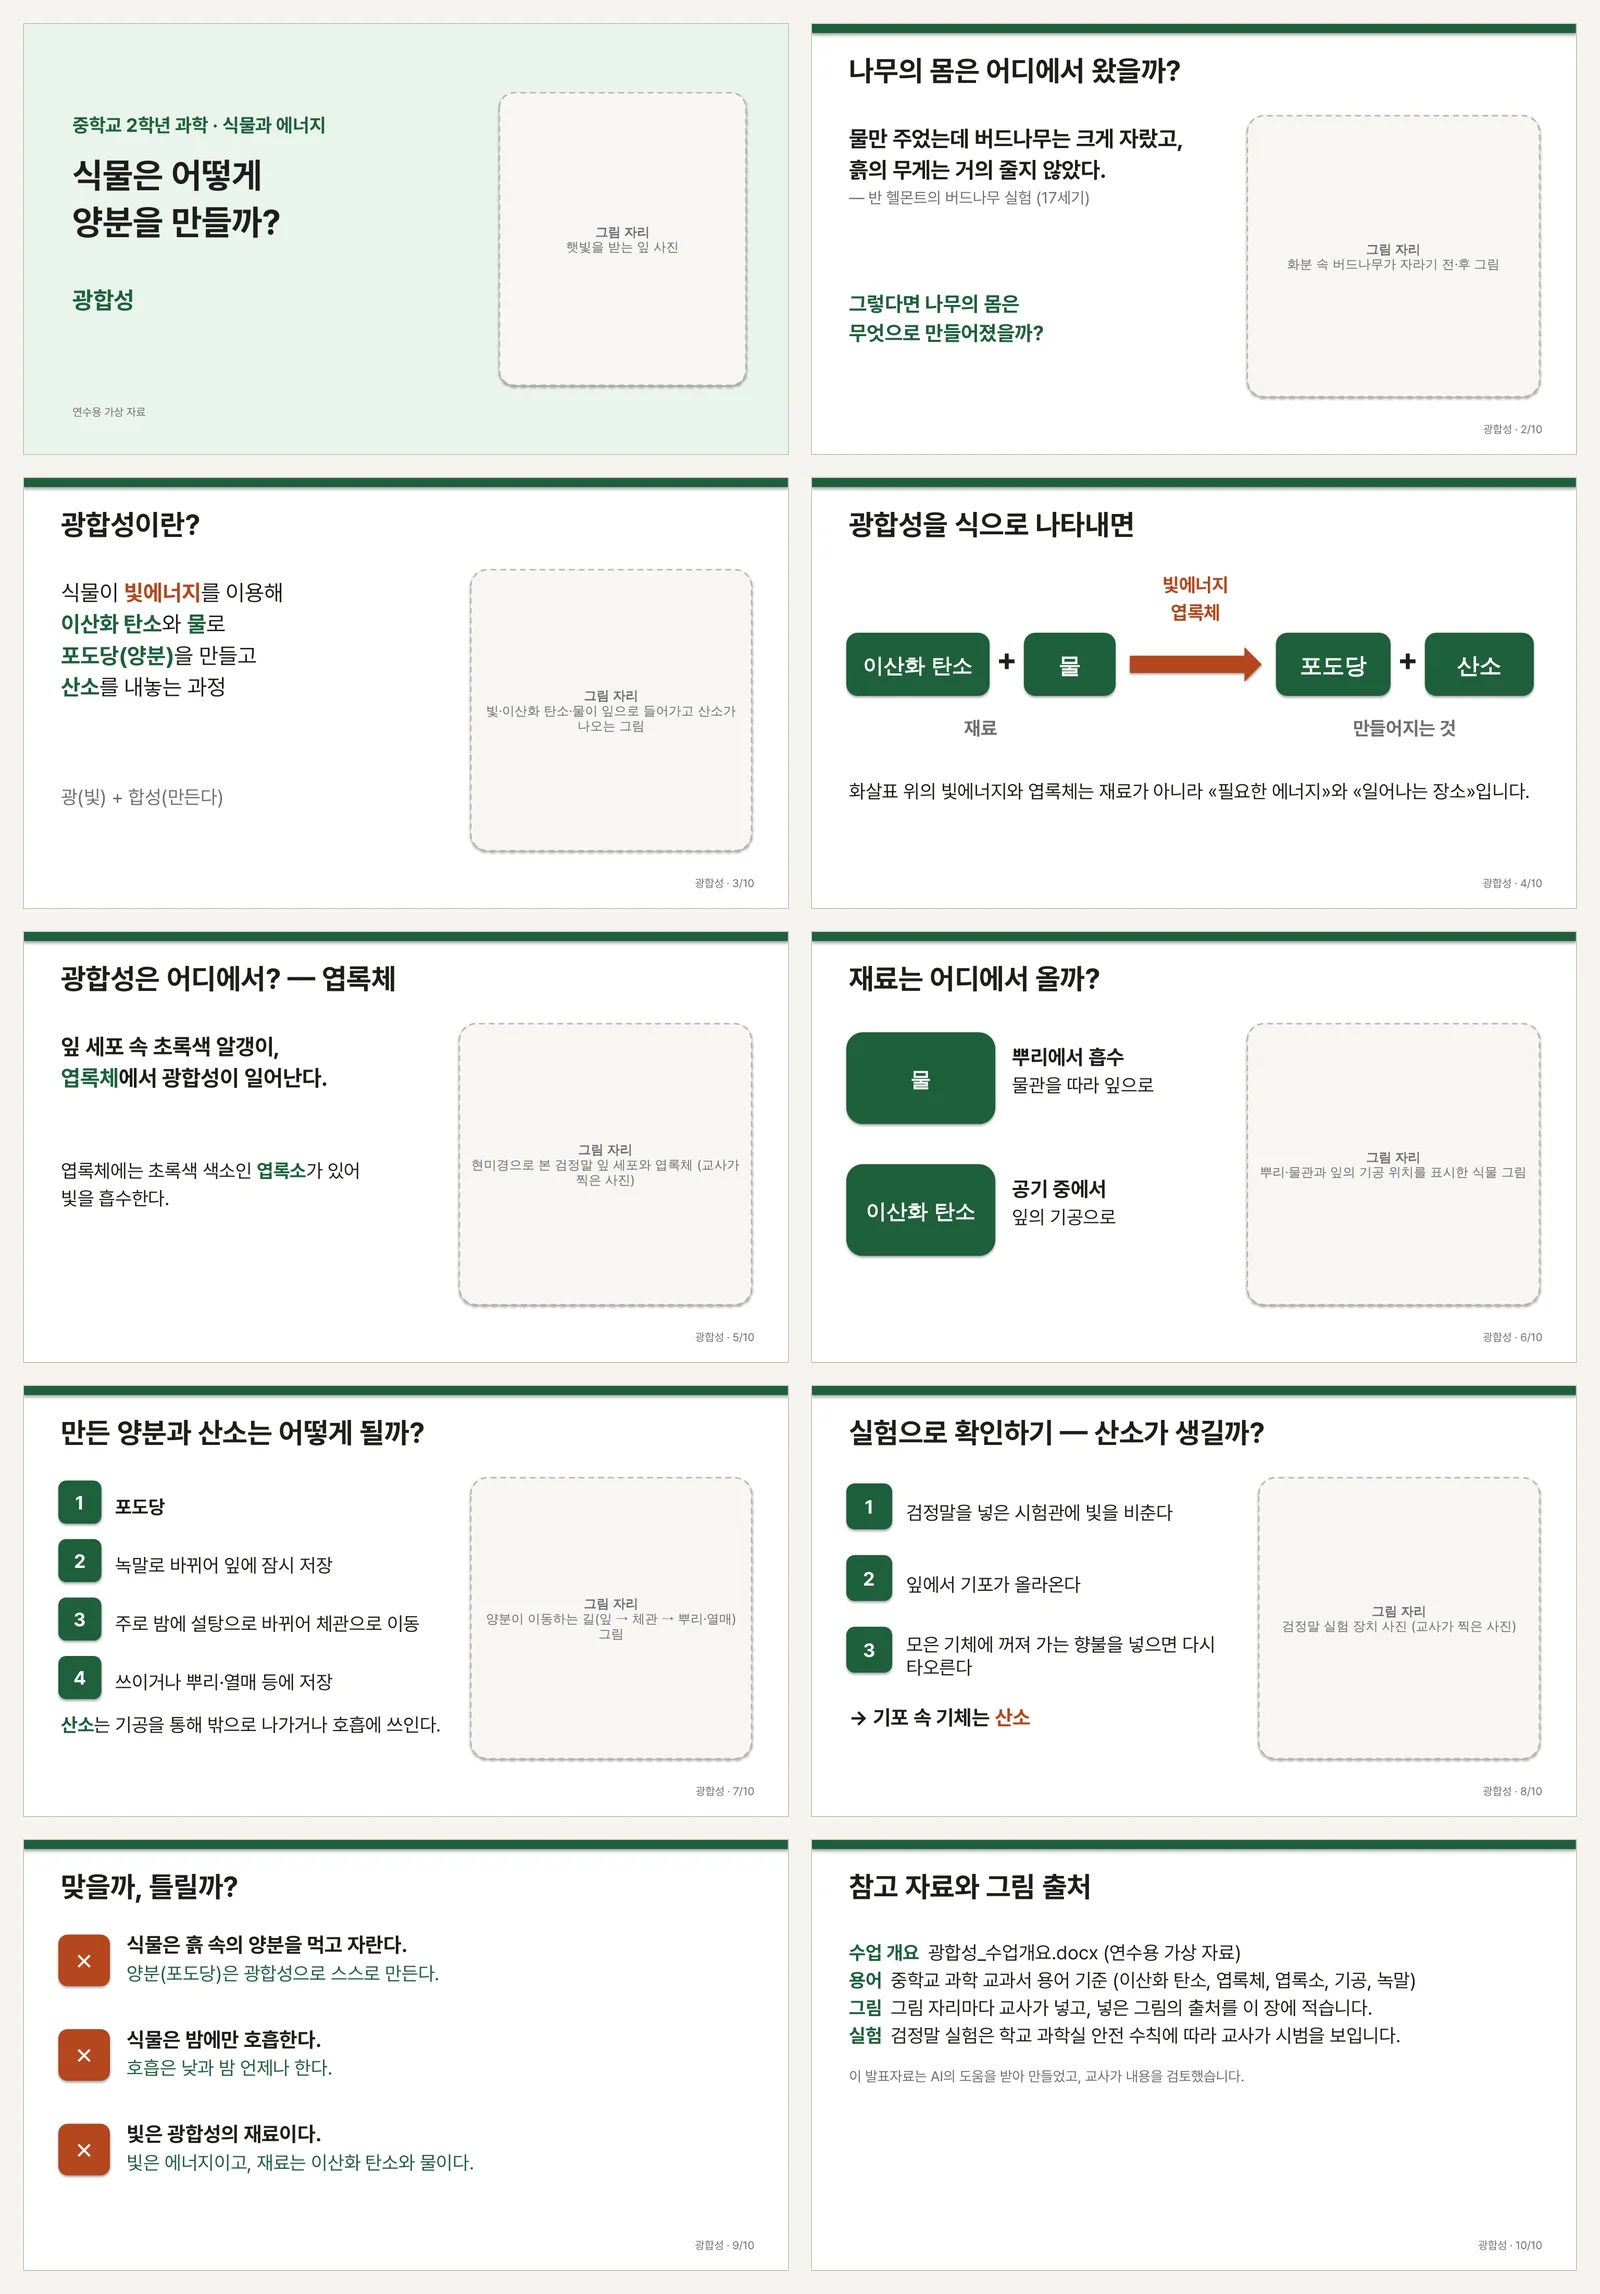 중학교 2학년 과학 · 식물과 에너지
식물은 어떻게
양분을 만들까?
광합성
연수용 가상 자료
그림 자리
햇빛을 받는 잎 사진
나무의 몸은 어디에서 왔을까?
물만 주었는데 버드나무는 크게 자랐고,
흙의 무게는 거의 줄지 않았다.
— 반 헬몬트의 버드나무 실험 (17세기)
그렇다면 나무의 몸은
무엇으로 만들어졌을까?
그림 자리
화분 속 버드나무가 자라기 전·후 그림
광합성 · 2/10
광합성이란?
식물이 빛에너지를 이용해
이산화 탄소와 물로
포도당(양분)을 만들고
산소를 내놓는 과정
광(빛) + 합성(만든다)
그림 자리
빛·이산화 탄소·물이 잎으로 들어가고 산소가
나오는 그림
광합성 · 3/10
광합성을 식으로 나타내면
빛에너지
엽록체
이산화 탄소 + 물 포도당 + 산소
재료 만들어지는 것
화살표 위의 빛에너지와 엽록체는 재료가 아니라 «필요한 에너지»와 «일어나는 장소»입니다.
광합성 · 4/10
광합성은 어디에서? — 엽록체
잎 세포 속 초록색 알갱이,
엽록체에서 광합성이 일어난다.
엽록체에는 초록색 색소인 엽록소가 있어
빛을 흡수한다.
그림 자리
현미경으로 본 검정말 잎 세포와 엽록체 (교사가
찍은 사진)
광합성 · 5/10
재료는 어디에서 올까?
물
뿌리에서 흡수
물관을 따라 잎으로
이산화 탄소
공기 중에서
잎의 기공으로
그림 자리
뿌리·물관과 잎의 기공 위치를 표시한 식물 그림
광합성 · 6/10
만든 양분과 산소는 어떻게 될까?
1 포도당
2 녹말로 바뀌어 잎에 잠시 저장
3 주로 밤에 설탕으로 바뀌어 체관으로 이동
4 쓰이거나 뿌리·열매 등에 저장
산소는 기공을 통해 밖으로 나가거나 호흡에 쓰인다.
그림 자리
양분이 이동하는 길(잎 → 체관 → 뿌리·열매)
그림
광합성 · 7/10
실험으로 확인하기 — 산소가 생길까?
1 검정말을 넣은 시험관에 빛을 비춘다
2 잎에서 기포가 올라온다
3 모은 기체에 꺼져 가는 향불을 넣으면 다시
타오른다
→ 기포 속 기체는 산소
그림 자리
검정말 실험 장치 사진 (교사가 찍은 사진)
광합성 · 8/10
맞을까, 틀릴까?
✕ 식물은 흙 속의 양분을 먹고 자란다.
양분(포도당)은 광합성으로 스스로 만든다.
✕ 식물은 밤에만 호흡한다.
호흡은 낮과 밤 언제나 한다.
✕ 빛은 광합성의 재료이다.
빛은 에너지이고, 재료는 이산화 탄소와 물이다.
광합성 · 9/10
참고 자료와 그림 출처
수업 개요 광합성_수업개요.docx (연수용 가상 자료)
용어 중학교 과학 교과서 용어 기준 (이산화 탄소, 엽록체, 엽록소, 기공, 녹말)
그림 그림 자리마다 교사가 넣고, 넣은 그림의 출처를 이 장에 적습니다.
실험 검정말 실험은 학교 과학실 안전 수칙에 따라 교사가 시범을 보입니다.
이 발표자료는 AI의 도움을 받아 만들었고, 교사가 내용을 검토했습니다.
광합성 · 10/10